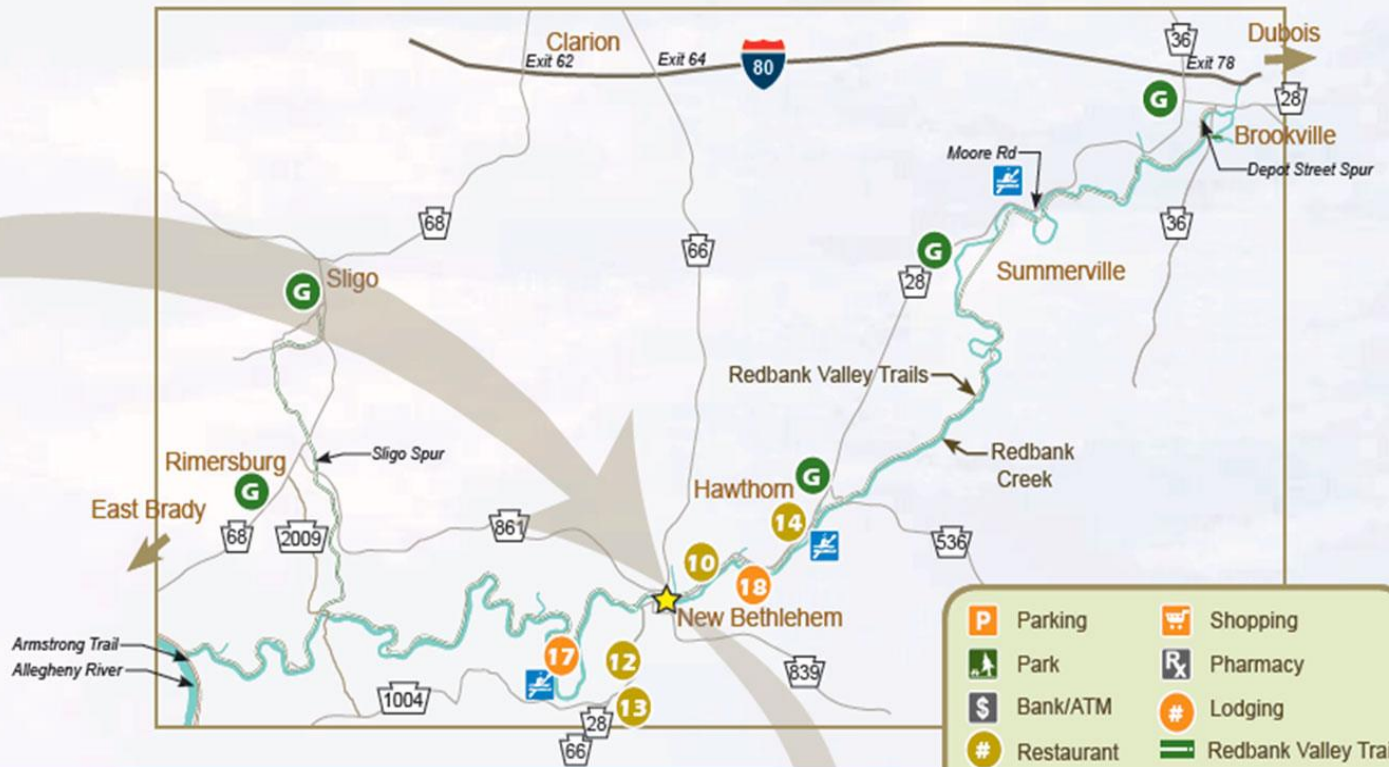 36
Dubois
Clarion
Exit 62
Exit 64
80
Exit 78
G
28
Brookville
Moore Rd
Depot Street Spur
68
66
36
G
Summerville
G
Sligo
28
Redbank Valley Trails
Rimersburg
Sligo Spur
Redbank
Creek
G
Hawthorn
G
East Brady
14
68
2009
861
536
10
18
New Bethlehem
Armstrong Trail
Allegheny River
17
12
839
1004
13
28
66
P Parking
Shopping
Park
Rx Pharmacy
$ Bank/ATM
# Lodging
# Restaurant
Redbank Valley Trai